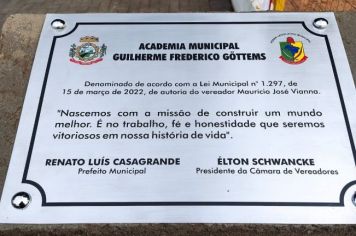 ACADEMIA MUNICIPAL
GUILHERME FREDERICO GÖTTEMS
Denominado de acordo com a Lei Municipal n° 1.297, de
15 de março de 2022, de autoria do vereador Mauricio José Vianna.
"Nascemos com a missão de construir um mundo
melhor. É no trabalho, fé e honestidade que seremos
vitoriosos em nossa história de vida".
RENATO LUÍS CASAGRANDE
Prefeito Municipal
ÉLTON SCHWANCKE
Presidente da Câmara de Vereadores